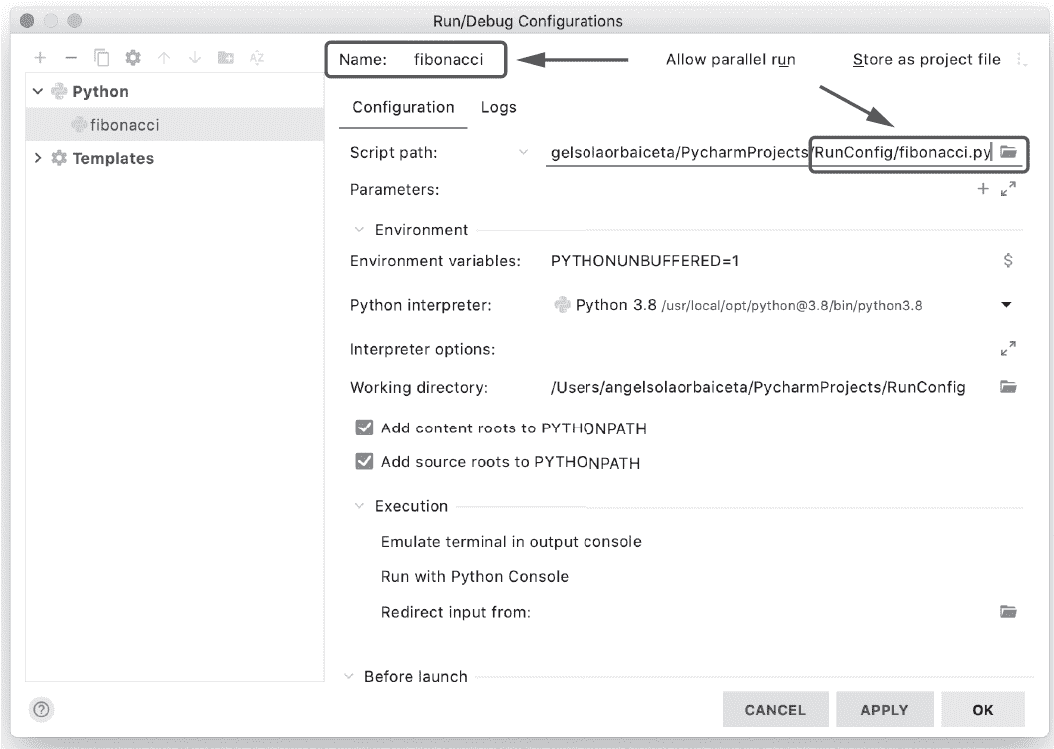 Run/Debug Configurations
Name: fibonacci
Allow parallel run
Store as project file
Python
fibonacci
Templates
Configuration Logs
Script path: gelsolaorbaiceta/PycharmProjects/RunConfig/fibonacci.py
Parameters:
Environment
Environment variables: PYTHONUNBUFFERED=1
Python interpreter: Python 3.8 /usr/local/opt/python@3.8/bin/python3.8
Interpreter options:
Working directory: /Users/angelsolaorbaiceta/PycharmProjects/RunConfig
Add content roots to PYTHONPATH
Add source roots to PYTHONPATH
Execution
Emulate terminal in output console
Run with Python Console
Redirect input from:
Before launch
CANCEL APPLY OK